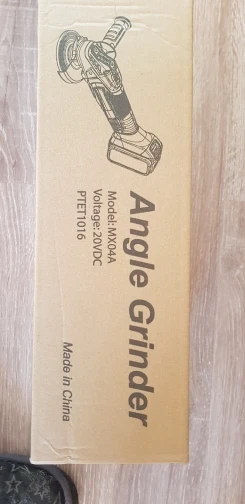 Angle Grinder
Model: MX04A
Voltage: 20VDC
PTET1016
Made in China